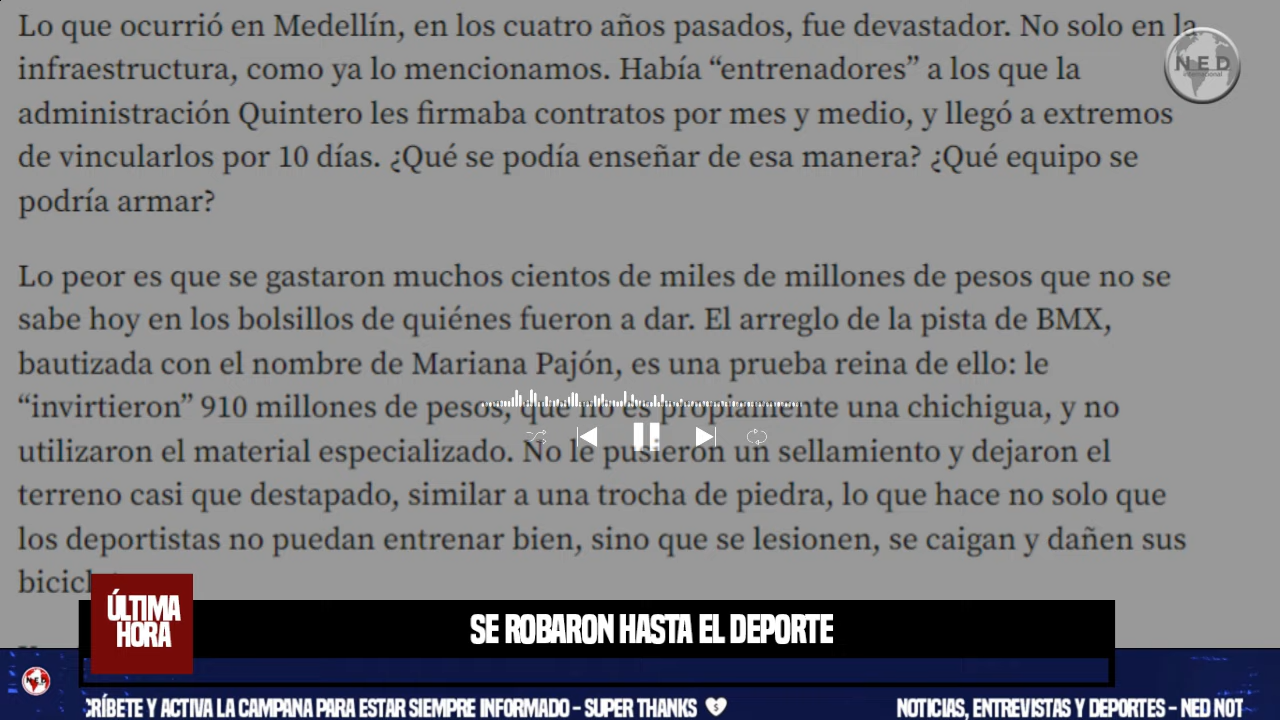 Lo que ocurrió en Medellín, en los cuatro años pasados, fue devastador. No solo en la
infraestructura, como ya lo mencionamos. Había “entrenadores” a los que la
administración Quintero les firmaba contratos por mes y medio, y llegó a extremos
de vincularlos por 10 días. ¿Qué se podía enseñar de esa manera? ¿Qué equipo se
podría armar?
Lo peor es que se gastaron muchos cientos de miles de millones de pesos que no se
sabe hoy en los bolsillos de quiénes fueron a dar. El arreglo de la pista de BMX,
bautizada con el nombre de Mariana Pajón, es una prueba reina de ello: le
“invirtieron” 910 millones de pesos, que no es propiamente una chichigua, y no
utilizaron el material especializado. No le pusieron un sellamiento y dejaron el
terreno casi que destapado, similar a una trocha de piedra, lo que hace no solo que
los deportistas no puedan entrenar bien, sino que se lesionen, se caigan y dañen sus
NED
internacional
ÚLTIMA
HORA
SE ROBARON HASTA EL DEPORTE
NED
CRÍBETE Y ACTIVA LA CAMPANA PARA ESTAR SIEMPRE INFORMADO - SUPER THANKS
NOTICIAS, ENTREVISTAS Y DEPORTES - NED NOT